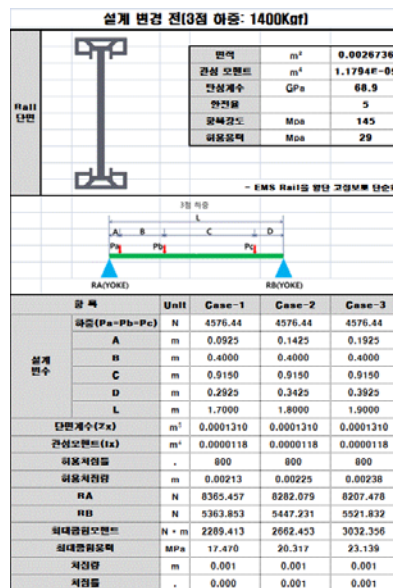 설계 변경 전(3점 하중: 1400Kgf)
Rail 단면
면적 m² 0.0026736
관성 모멘트 m⁴ 1.1794E-05
탄성계수 GPa 68.9
안전율 5
항복강도 Mpa 145
허용응력 Mpa 29
- EMS Rail을 양단 고정보로 단순
3점 하중
L
A B C D
Pa Pb Pc
RA(YOKE) RB(YOKE)
항 목 Unit Case-1 Case-2 Case-3
설계 변수
하중(Pa=Pb=Pc) N 4576.44 4576.44 4576.44
A m 0.0925 0.1425 0.1925
B m 0.4000 0.4000 0.4000
C m 0.9150 0.9150 0.9150
D m 0.2925 0.3425 0.3925
L m 1.7000 1.8000 1.9000
단면계수(Zx) m³ 0.0001310 0.0001310 0.0001310
관성모멘트(Ix) m⁴ 0.0000118 0.0000118 0.0000118
허용처짐률 . 800 800 800
허용처짐량 m 0.00213 0.00225 0.00238
RA N 8365.457 8282.079 8207.478
RB N 5363.853 5447.231 5521.832
최대굽힘모멘트 N * m 2289.413 2662.453 3032.356
최대굽힘응력 MPa 17.470 20.317 23.139
처짐량 m 0.001 0.001 0.001
처짐률 . 0.000 0.001 0.001